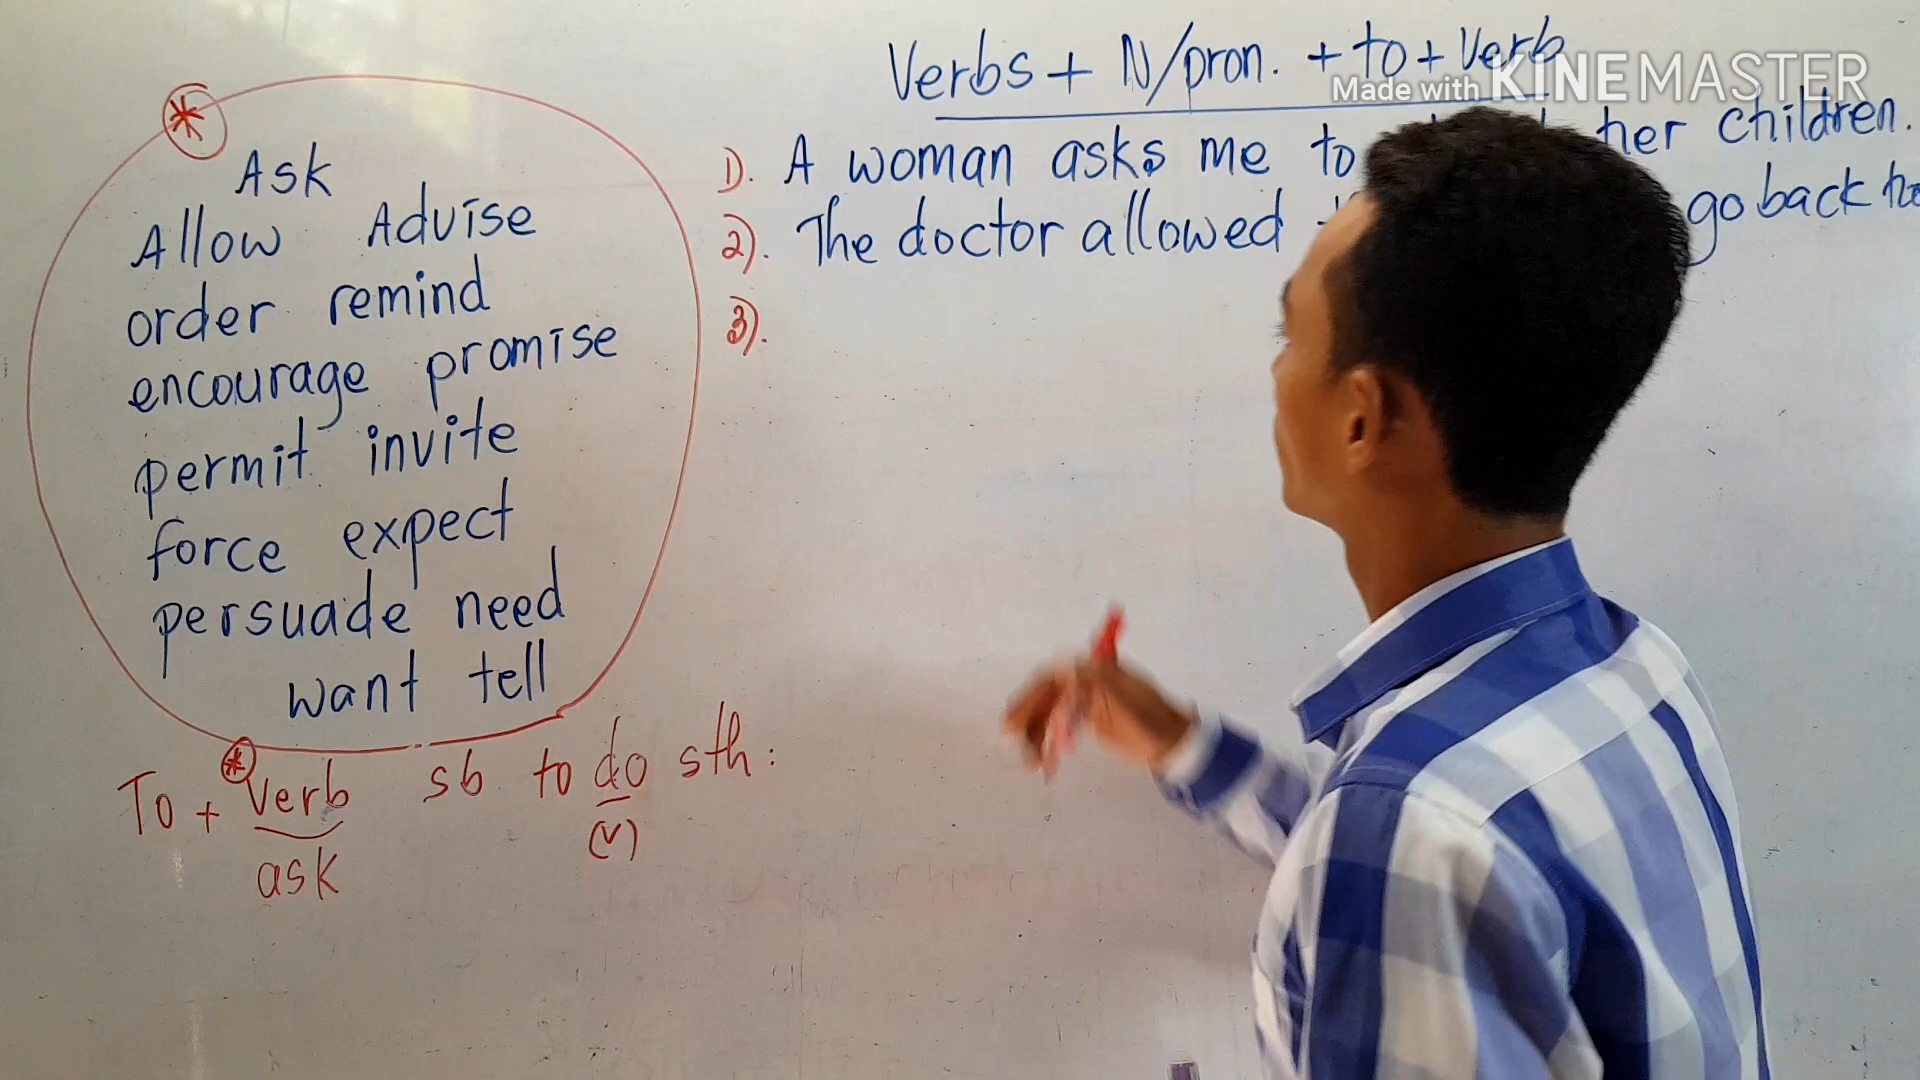 Verbs + N/pron. + to + Verb
Made with KINEMASTER
*
Ask
Allow Advise
order remind
encourage promise
permit invite
force expect
persuade need
want tell
* To + Verb sb to do sth:
ask (v)
1). A woman asks me to her children.
2). The doctor allowed go back
3).